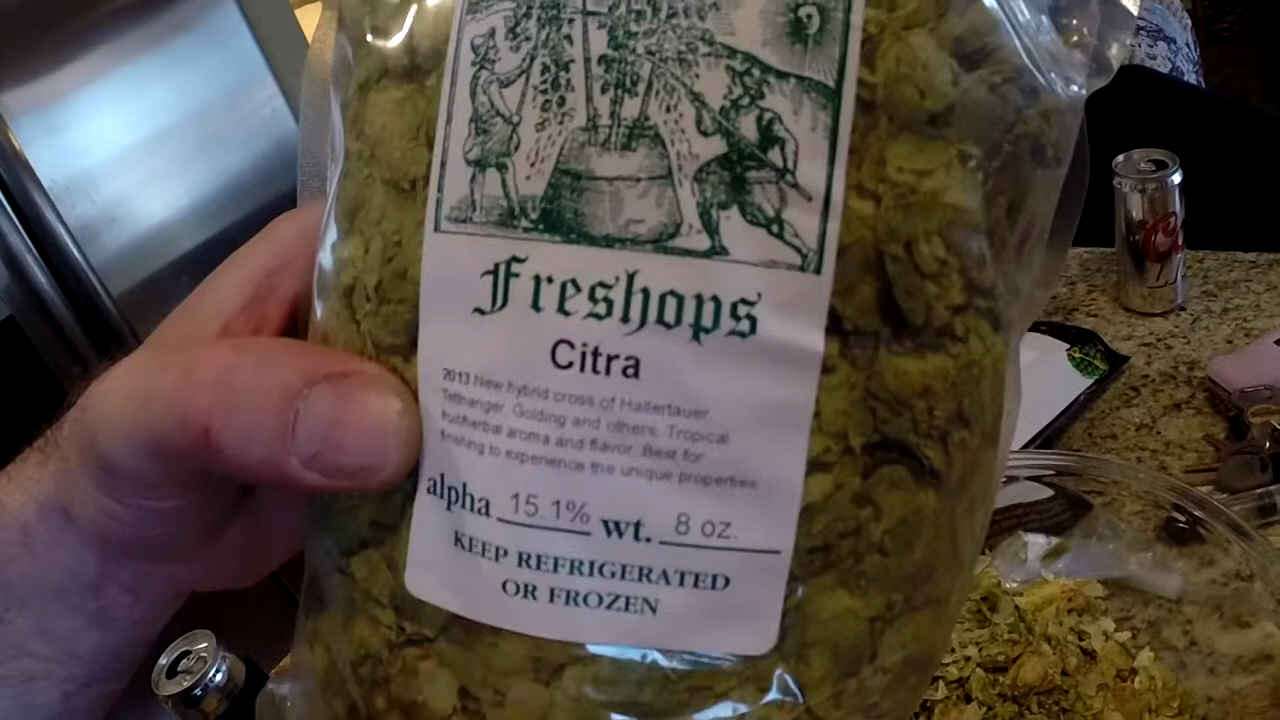 Freshops
Citra
2013 New hybrid cross of Hallertauer,
Tettnanger, Golding and others. Tropical
fruit/herbal aroma and flavor. Best for
finishing to experience the unique properties.
alpha 15.1% wt. 8 oz.
KEEP REFRIGERATED
OR FROZEN